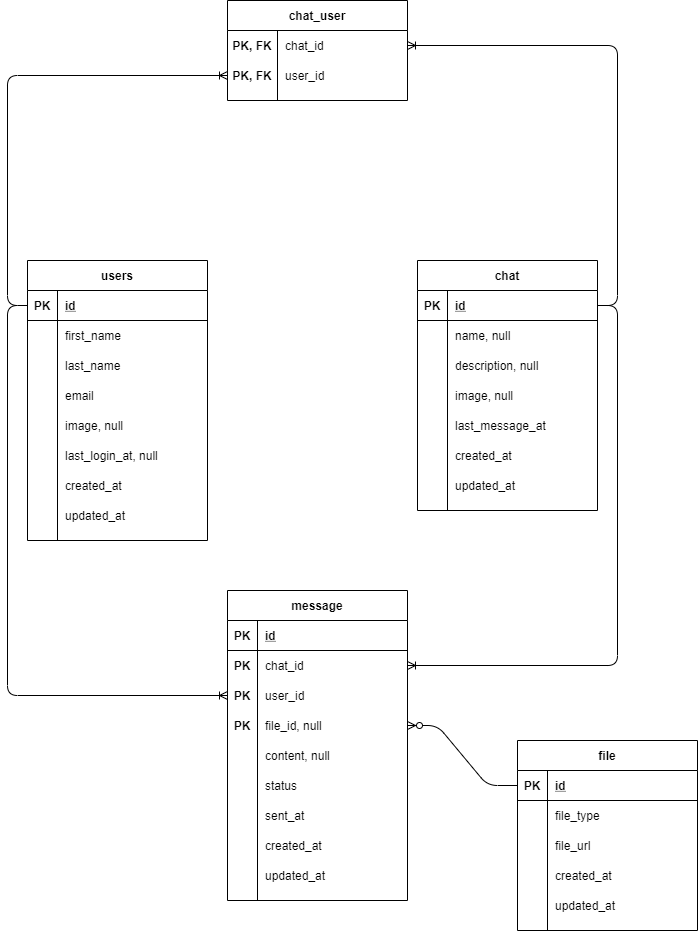 chat_user
PK, FK chat_id
PK, FK user_id
users
PK id
first_name
last_name
email
image, null
last_login_at, null
created_at
updated_at
chat
PK id
name, null
description, null
image, null
last_message_at
created_at
updated_at
message
PK id
PK chat_id
PK user_id
PK file_id, null
content, null
status
sent_at
created_at
updated_at
file
PK id
file_type
file_url
created_at
updated_at